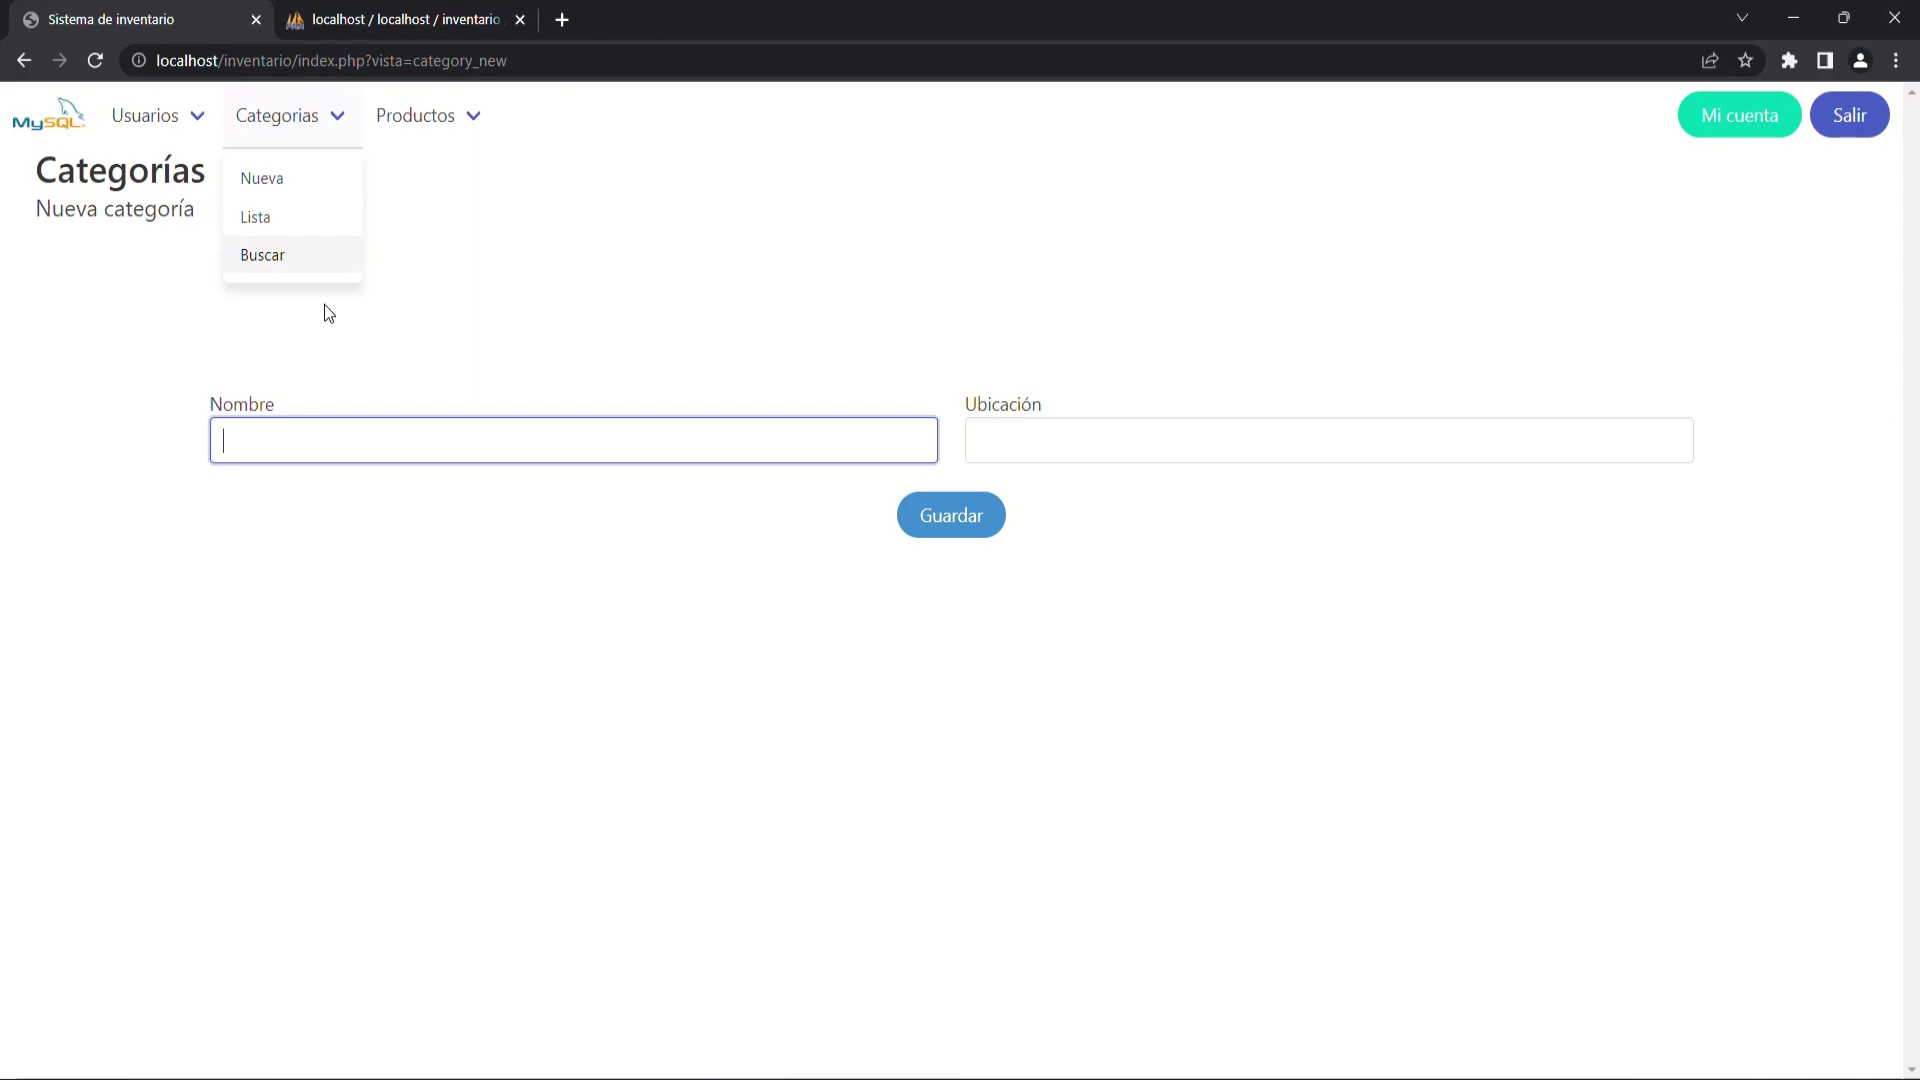 Sistema de inventario
localhost / localhost / inventario
localhost/inventario/index.php?vista=category_new
MySQL
Usuarios
Categorias
Productos
Mi cuenta
Salir
Categorías
Nueva categoría
Nueva
Lista
Buscar
Nombre
Ubicación
Guardar